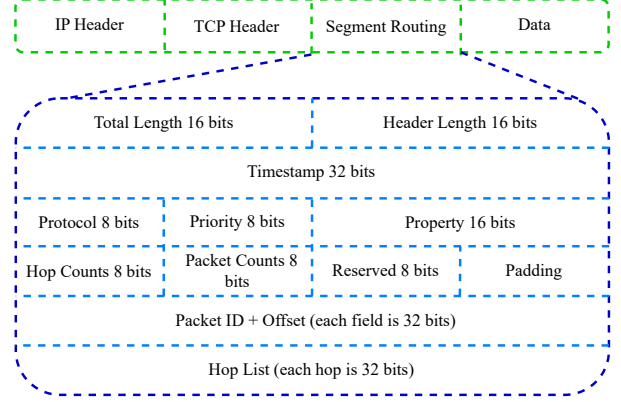 IP Header
TCP Header
Segment Routing
Data
Total Length 16 bits
Header Length 16 bits
Timestamp 32 bits
Protocol 8 bits
Priority 8 bits
Property 16 bits
Hop Counts 8 bits
Packet Counts 8
bits
Reserved 8 bits
Padding
Packet ID + Offset (each field is 32 bits)
Hop List (each hop is 32 bits)